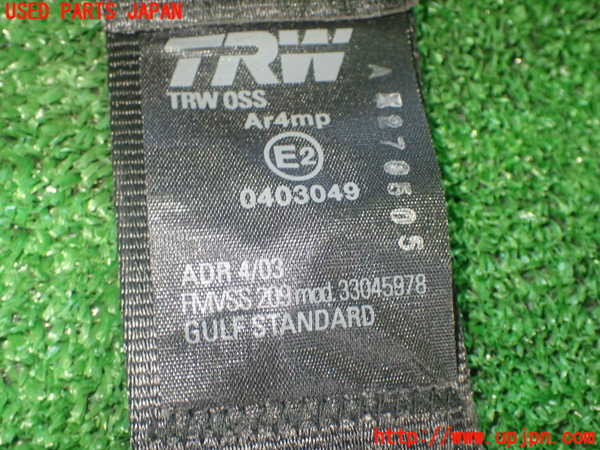 USED PARTS JAPAN
TRW
TRW OSS
Ar4mp
E2
0403049
ADR 4/03
FMVSS 209 mod. 33045978
GULF STANDARD
A 270505
http://www.upjpn.com/